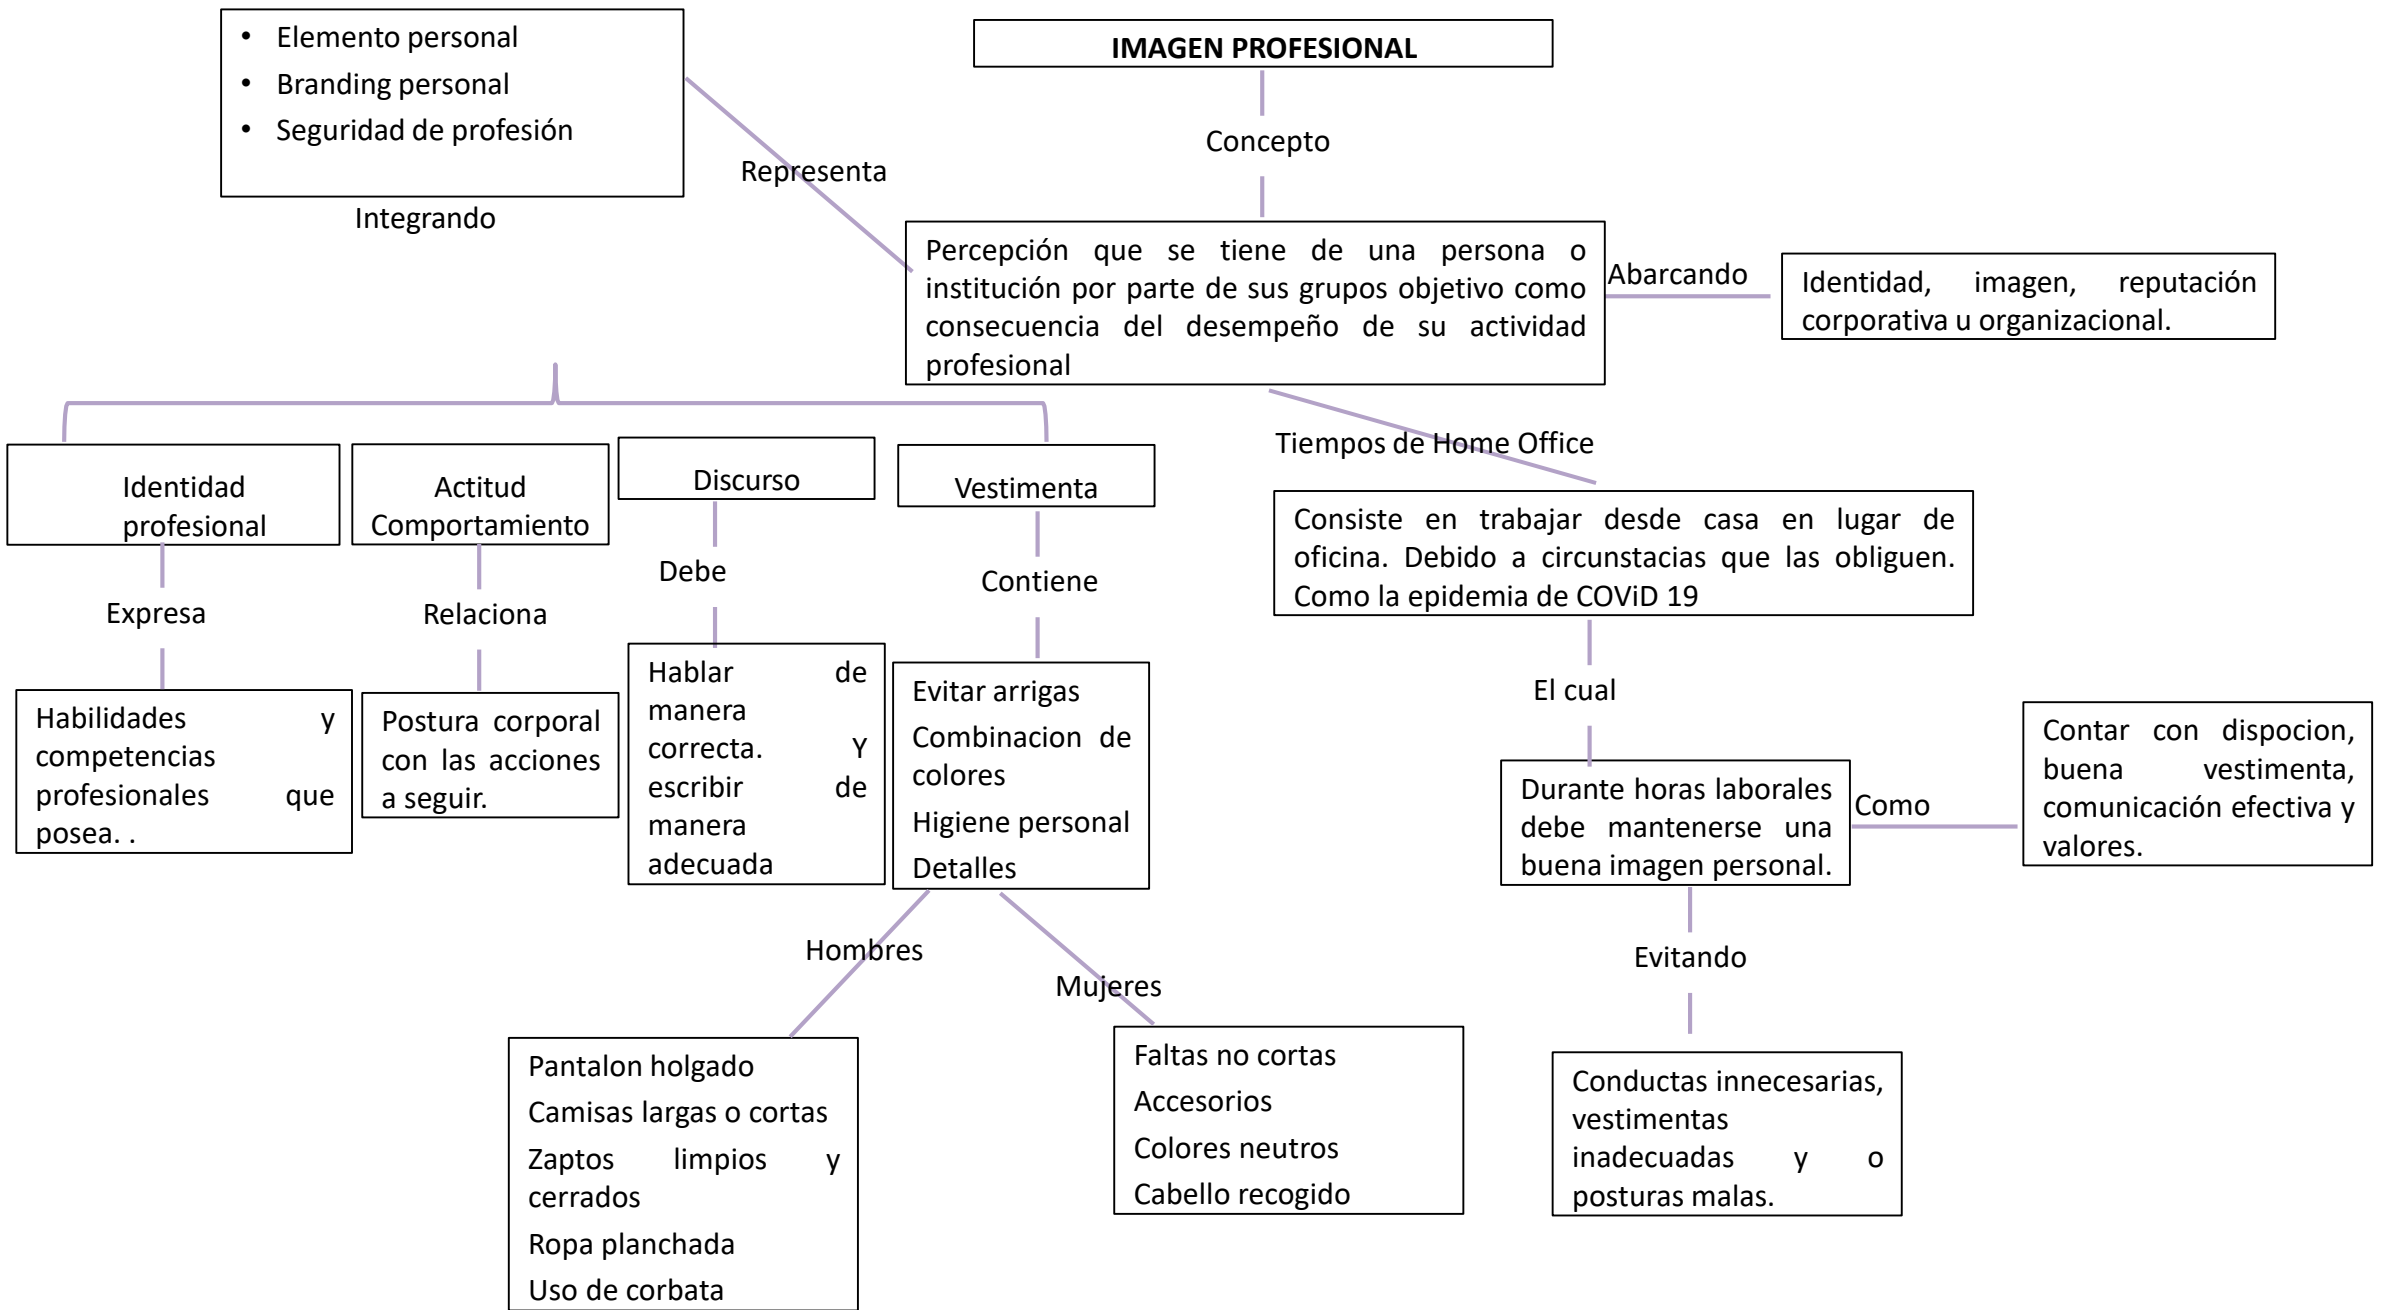 • Elemento personal
• Branding personal
• Seguridad de profesión
IMAGEN PROFESIONAL
Concepto
Representa
Integrando
Percepción que se tiene de una persona o
institución por parte de sus grupos objetivo como
consecuencia del desempeño de su actividad
profesional
Abarcando
Identidad, imagen, reputación
corporativa u organizacional.
Identidad
profesional
Actitud
Comportamiento
Discurso
Vestimenta
Tiempos de Home Office
Consiste en trabajar desde casa en lugar de
oficina. Debido a circunstacias que las obliguen.
Como la epidemia de COViD 19
Expresa
Relaciona
Debe
Contiene
Habilidades y
competencias
profesionales que
posea. .
Postura corporal
con las acciones
a seguir.
Hablar de
manera
correcta. Y
escribir de
manera
adecuada
Evitar arrigas
Combinacion de
colores
Higiene personal
Detalles
El cual
Durante horas laborales
debe mantenerse una
buena imagen personal.
Como
Contar con dispocion,
buena vestimenta,
comunicación efectiva y
valores.
Hombres
Mujeres
Evitando
Pantalon holgado
Camisas largas o cortas
Zaptos limpios y
cerrados
Ropa planchada
Uso de corbata
Faltas no cortas
Accesorios
Colores neutros
Cabello recogido
Conductas innecesarias,
vestimentas
inadecuadas y o
posturas malas.